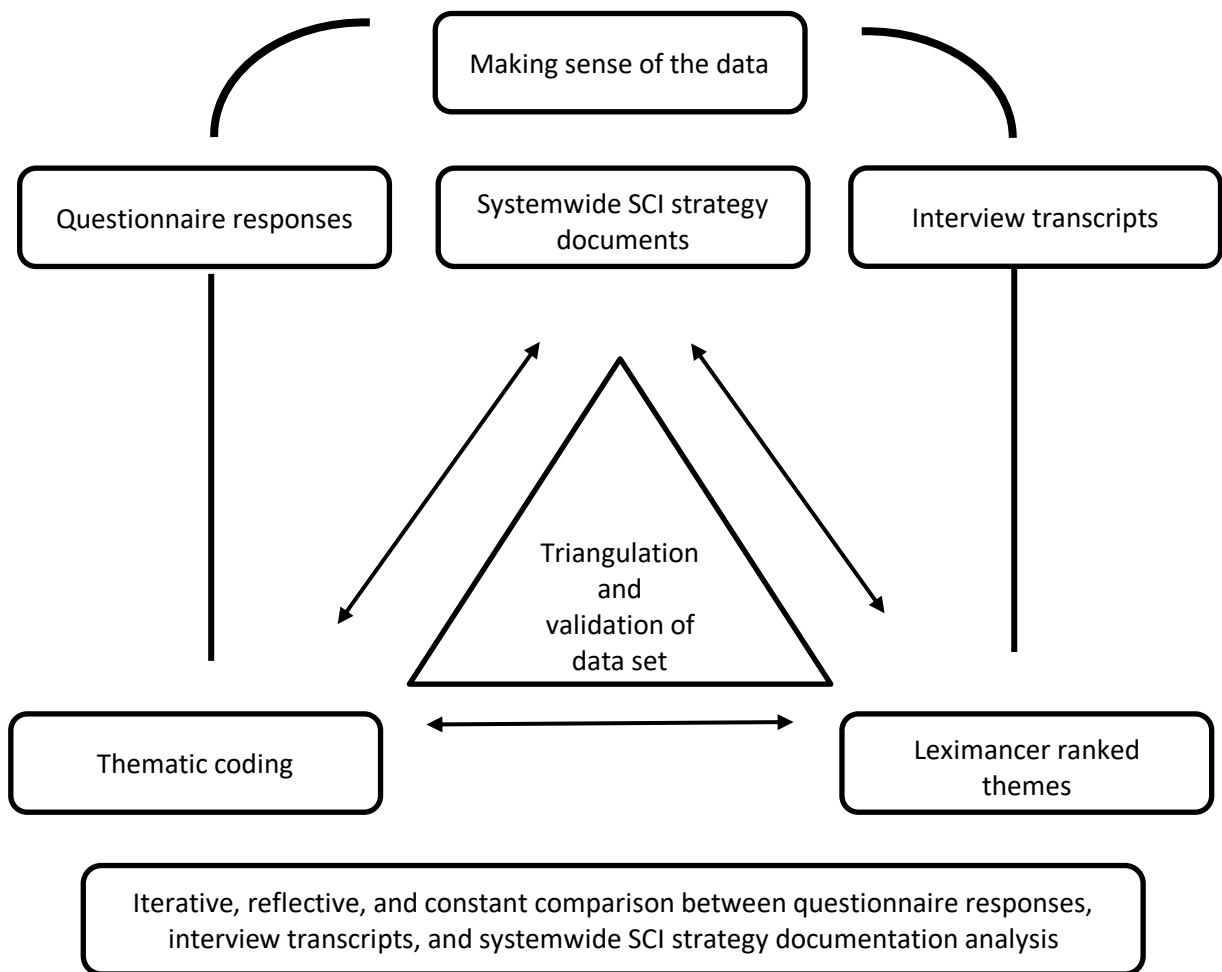 Making sense of the data
Questionnaire responses
Systemwide SCI strategy
documents
Interview transcripts
Triangulation
and
validation of
data set
Thematic coding
Leximancer ranked
themes
Iterative, reflective, and constant comparison between questionnaire responses,
interview transcripts, and systemwide SCI strategy documentation analysis